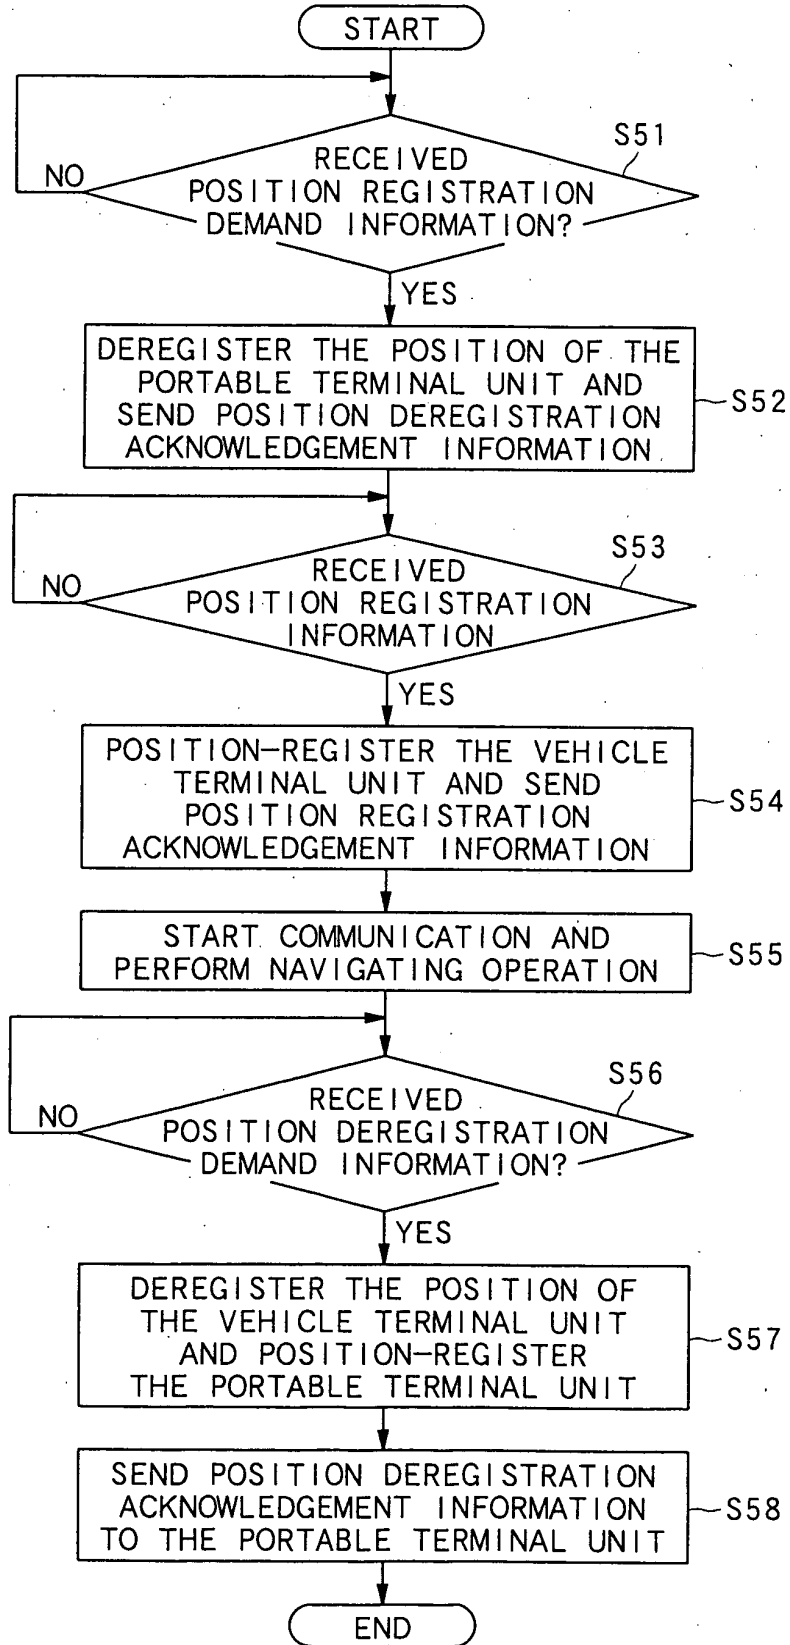 START
S51
RECEIVED
NO
POSITION REGISTRATION
DEMAND INFORMATION?
YES
DEREGISTER THE POSITION OF THE
PORTABLE TERMINAL UNIT AND
S52
SEND POSITION DEREGISTRATION
ACKNOWLEDGEMENT INFORMATION
S53
RECEIVED
NO
POSITION REGISTRATION
INFORMATION
YES
POSITION-REGISTER THE VEHICLE
TERMINAL UNIT AND SEND
S54
POSITION REGISTRATION
ACKNOWLEDGEMENT INFORMATION
START COMMUNICATION AND
S55
PERFORM NAVIGATING OPERATION
S56
RECEIVED
NO
POSITION DEREGISTRATION
DEMAND INFORMATION?
YES
DEREGISTER THE POSITION OF
THE VEHICLE TERMINAL UNIT
S57
AND POSITION-REGISTER
THE PORTABLE TERMINAL UNIT
SEND POSITION DEREGISTRATION
ACKNOWLEDGEMENT INFORMATION
S58
TO THE PORTABLE TERMINAL UNIT
END